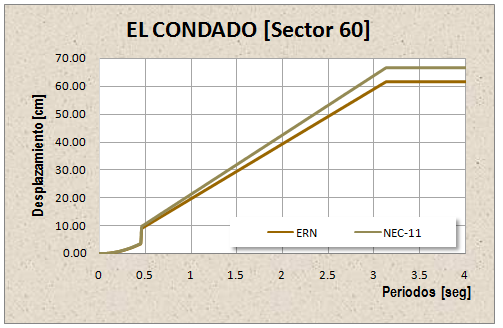 EL CONDADO [Sector 60]
70.00
60.00
50.00
40.00
30.00
20.00
10.00
0.00
Desplazamiento [cm]
ERN
NEC-11
0 0.5 1 1.5 2 2.5 3 3.5 4
Periodos [seg]